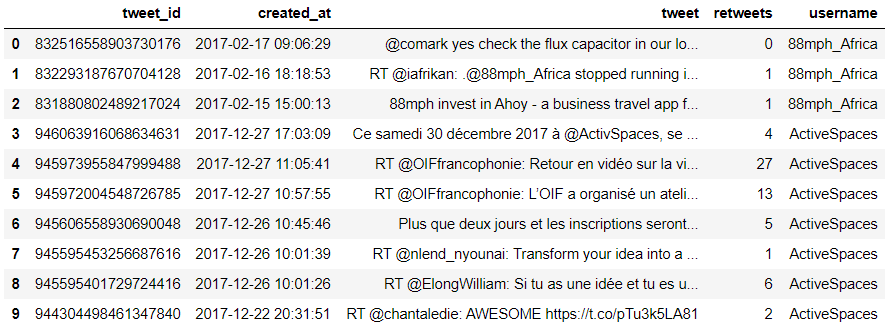 tweet_id created_at tweet retweets username
0 832516558903730176 2017-02-17 09:06:29 @comark yes check the flux capacitor in our lo... 0 88mph_Africa
1 832293187670704128 2017-02-16 18:18:53 RT @iafrikan: .@88mph_Africa stopped running i... 1 88mph_Africa
2 831880802489217024 2017-02-15 15:00:13 88mph invest in Ahoy - a business travel app f... 1 88mph_Africa
3 946063916068634631 2017-12-27 17:03:09 Ce samedi 30 décembre 2017 à @ActivSpaces, se ... 4 ActiveSpaces
4 945973955847999488 2017-12-27 11:05:41 RT @OIFfrancophonie: Retour en vidéo sur la vi... 27 ActiveSpaces
5 945972004548726785 2017-12-27 10:57:55 RT @OIFfrancophonie: L’OIF a organisé un ateli... 13 ActiveSpaces
6 945606558930690048 2017-12-26 10:45:46 Plus que deux jours et les inscriptions seront... 5 ActiveSpaces
7 945595453256687616 2017-12-26 10:01:39 RT @nlend_nyounai: Transform your idea into a ... 1 ActiveSpaces
8 945595401729724416 2017-12-26 10:01:26 RT @ElongWilliam: Si tu as une idée et tu es u... 6 ActiveSpaces
9 944304498461347840 2017-12-22 20:31:51 RT @chantaledie: AWESOME https://t.co/pTu3k5LA81 2 ActiveSpaces